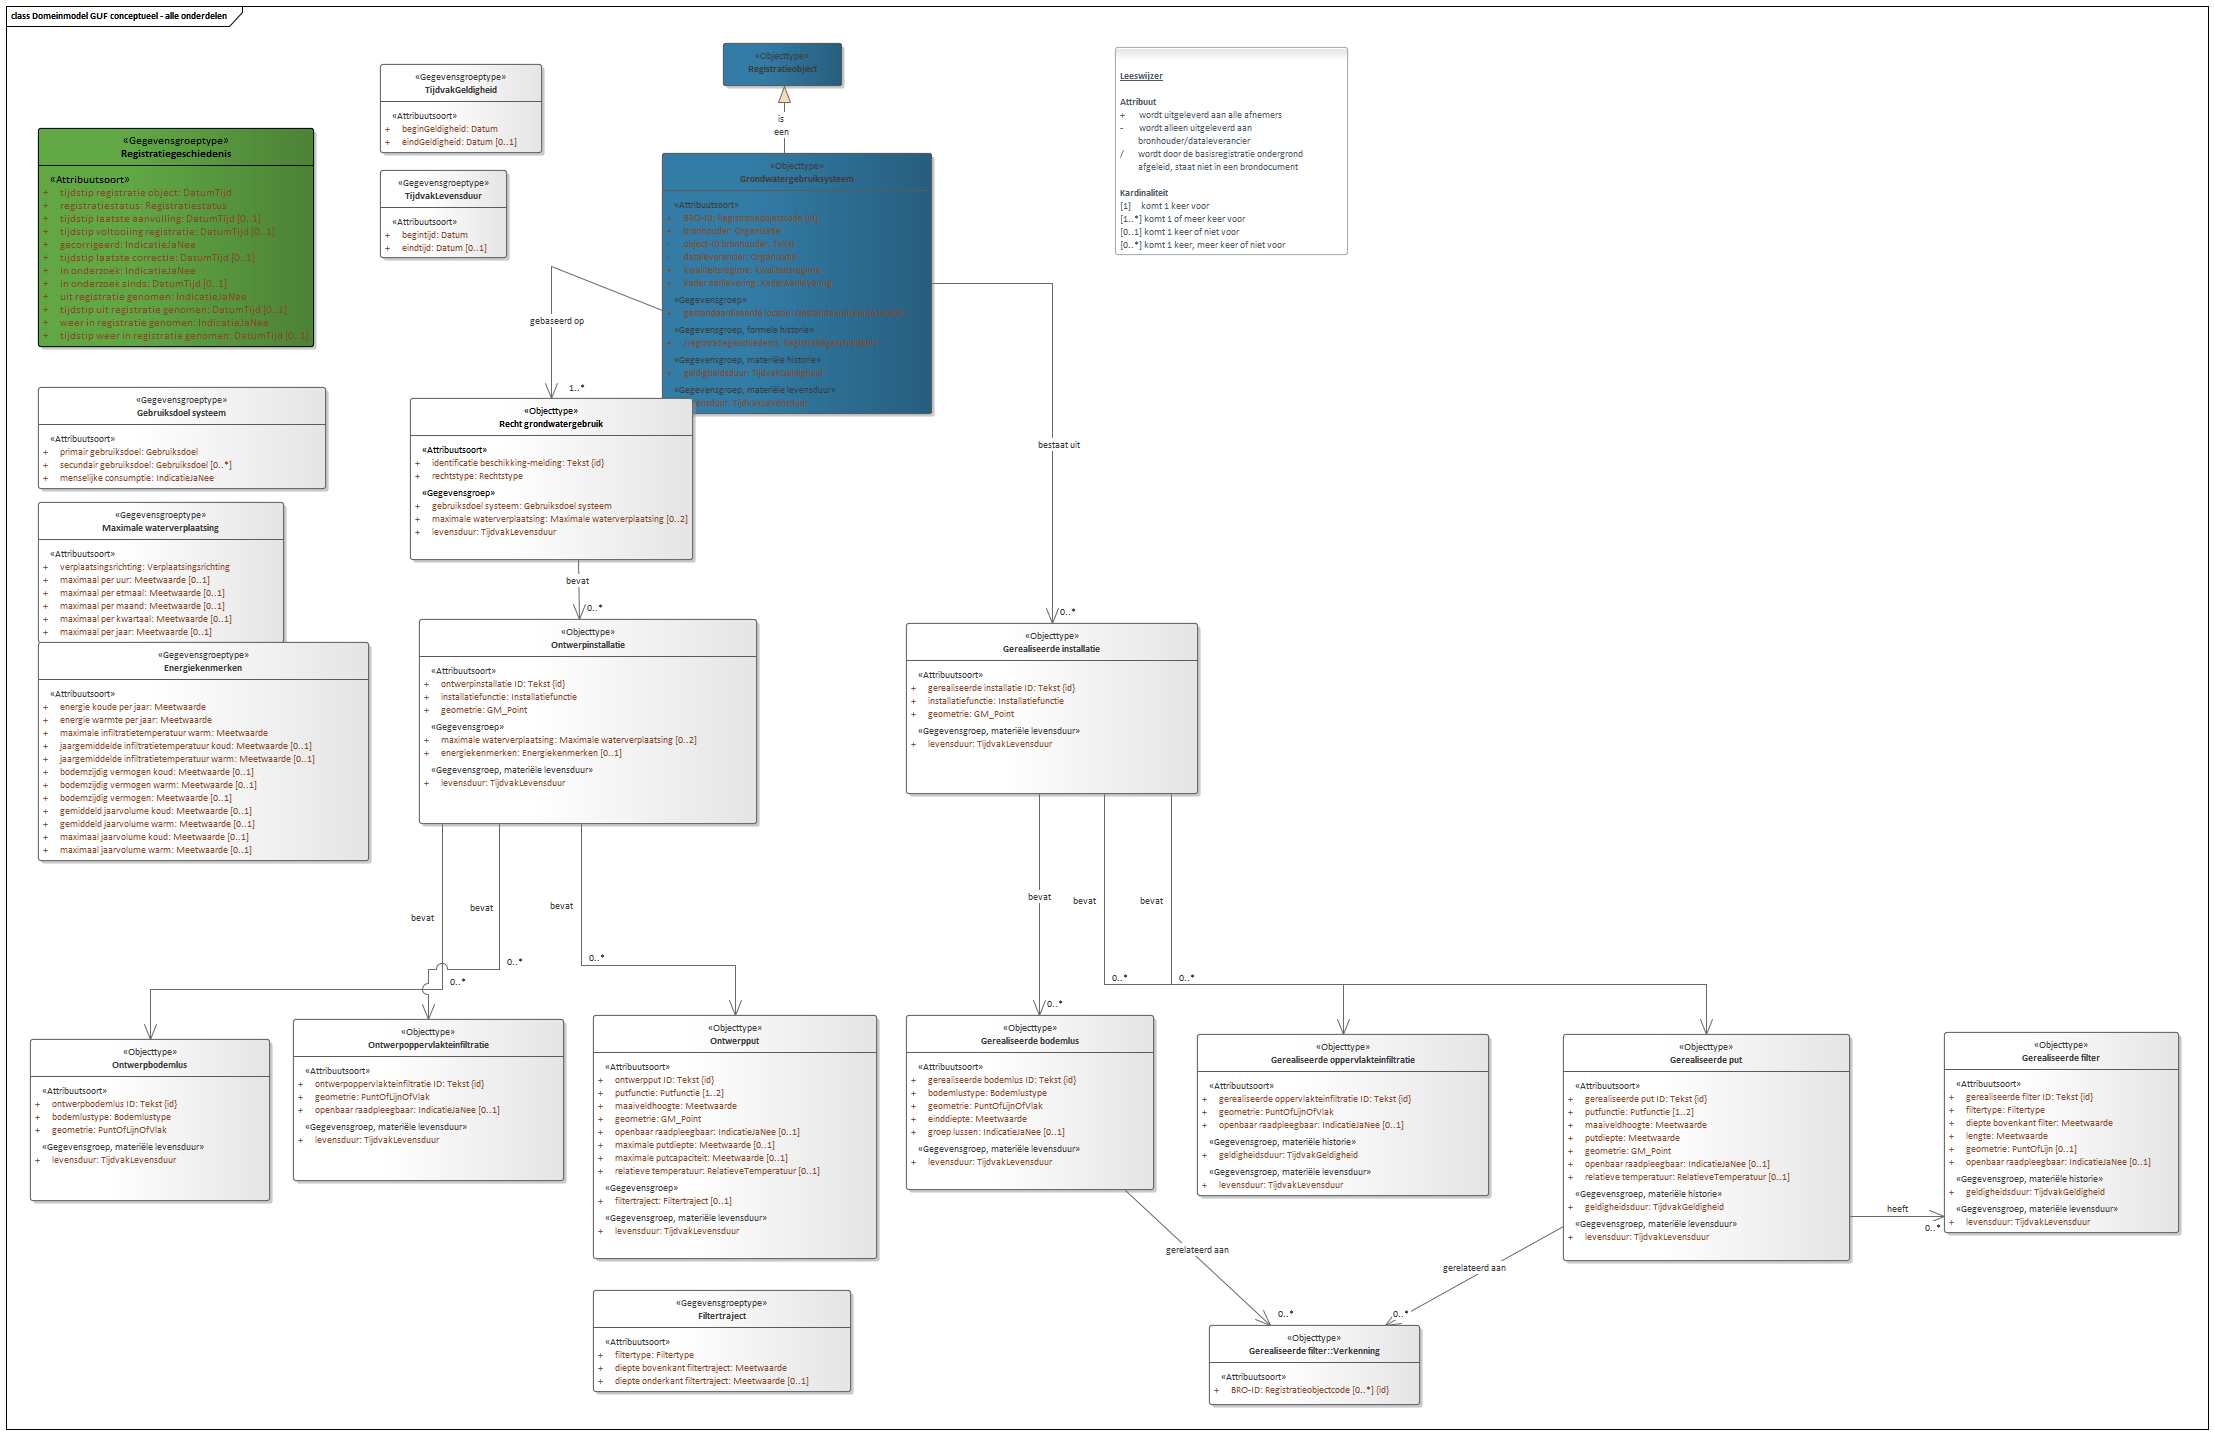 class Domeinmodel GUF conceptueel - alle onderdelen
«Objecttype»
Registratieobject
is
een
«Gegevensgroeptype»
TijdvakGeldigheid
«Attribuutsoort»
+ beginGeldigheid: Datum
+ eindGeldigheid: Datum [0..1]
Leeswijzer
Attribuut
+ wordt uitgeleverd aan alle afnemers
- wordt alleen uitgeleverd aan
bronhouder/dataleverancier
/ wordt door de basisregistratie ondergrond
afgeleid, staat niet in een brondocument
Kardinaliteit
[1] komt 1 keer voor
[1..*] komt 1 of meer keer voor
[0..1] komt 1 keer of niet voor
[0..*] komt 1 keer, meer keer of niet voor
«Gegevensgroeptype»
Registratiegeschiedenis
«Attribuutsoort»
+ tijdstip registratie object: DatumTijd
+ registratiestatus: Registratiestatus
+ tijdstip laatste aanvulling: DatumTijd [0..1]
+ tijdstip voltooiing registratie: DatumTijd [0..1]
+ gecorrigeerd: IndicatieJaNee
+ tijdstip laatste correctie: DatumTijd [0..1]
+ in onderzoek: IndicatieJaNee
+ in onderzoek sinds: DatumTijd [0..1]
+ uit registratie genomen: IndicatieJaNee
+ tijdstip uit registratie genomen: DatumTijd [0..1]
+ weer in registratie genomen: IndicatieJaNee
+ tijdstip weer in registratie genomen: DatumTijd [0..1]
«Gegevensgroeptype»
TijdvakLevensduur
«Attribuutsoort»
+ begintijd: Datum
+ eindtijd: Datum [0..1]
«Objecttype»
Grondwatergebruiksysteem
«Attribuutsoort»
+ BRO-ID: Registratieobjectcode {id}
+ bronhouder: Organisatie
- object-ID bronhouder: Tekst
- dataleverancier: Organisatie
+ kwaliteitsregime: Kwaliteitsregime
+ kader aanlevering: KaderAanlevering
«Gegevensgroep»
+ gestandaardiseerde locatie: Gestandaardiseerde
«Gegevensgroep, formele historie»
+ /registratiegeschiedenis: Registratiegeschiedenis
«Gegevensgroep, materiële historie»
+ geldigheidsduur: TijdvakGeldigheid
«Gegevensgroep, materiële levensduur»
ensduur: TijdvakLevensduur
gebaseerd op
1..*
bestaat uit
0..*
«Gegevensgroeptype»
Gebruiksdoel systeem
«Attribuutsoort»
+ primair gebruiksdoel: Gebruiksdoel
+ secundair gebruiksdoel: Gebruiksdoel [0..*]
+ menselijke consumptie: IndicatieJaNee
«Objecttype»
Recht grondwatergebruik
«Attribuutsoort»
+ identificatie beschikking-melding: Tekst {id}
+ rechtstype: Rechtstype
«Gegevensgroep»
+ gebruiksdoel systeem: Gebruiksdoel systeem
+ maximale waterverplaatsing: Maximale waterverplaatsing [0..2]
+ levensduur: TijdvakLevensduur
bevat
0..*
«Gegevensgroeptype»
Maximale waterverplaatsing
«Attribuutsoort»
+ verplaatsingsrichting: Verplaatsingsrichting
+ maximaal per uur: Meetwaarde [0..1]
+ maximaal per etmaal: Meetwaarde [0..1]
+ maximaal per maand: Meetwaarde [0..1]
+ maximaal per kwartaal: Meetwaarde [0..1]
+ maximaal per jaar: Meetwaarde [0..1]
«Gegevensgroeptype»
Energiekenmerken
«Attribuutsoort»
+ energie koude per jaar: Meetwaarde
+ energie warmte per jaar: Meetwaarde
+ maximale infiltratietemperatuur warm: Meetwaarde
+ jaargemiddelde infiltratietemperatuur koud: Meetwaarde [0..1]
+ jaargemiddelde infiltratietemperatuur warm: Meetwaarde [0..1]
+ bodemzijdig vermogen koud: Meetwaarde [0..1]
+ bodemzijdig vermogen warm: Meetwaarde [0..1]
+ bodemzijdig vermogen: Meetwaarde [0..1]
+ gemiddeld jaarvolume koud: Meetwaarde [0..1]
+ gemiddeld jaarvolume warm: Meetwaarde [0..1]
+ maximaal jaarvolume koud: Meetwaarde [0..1]
+ maximaal jaarvolume warm: Meetwaarde [0..1]
«Objecttype»
Ontwerpinstallatie
«Attribuutsoort»
+ ontwerpinstallatie ID: Tekst {id}
+ installatiefunctie: Installatiefunctie
+ geometrie: GM_Point
«Gegevensgroep»
+ maximale waterverplaatsing: Maximale waterverplaatsing [0..2]
+ energiekenmerken: Energiekenmerken [0..1]
«Gegevensgroep, materiële levensduur»
+ levensduur: TijdvakLevensduur
«Objecttype»
Gerealiseerde installatie
«Attribuutsoort»
+ gerealiseerde installatie ID: Tekst {id}
+ installatiefunctie: Installatiefunctie
+ geometrie: GM_Point
«Gegevensgroep, materiële levensduur»
+ levensduur: TijdvakLevensduur
bevat
bevat
bevat
bevat
bevat
bevat
0..*
0..*
0..*
0..*
0..*
0..*
«Objecttype»
Ontwerpbodemlus
«Attribuutsoort»
+ ontwerpbodemlus ID: Tekst {id}
+ bodemlustype: Bodemlustype
+ geometrie: PuntOfLijnOfVlak
«Gegevensgroep, materiële levensduur»
+ levensduur: TijdvakLevensduur
«Objecttype»
Ontwerpoppervlakteinfiltratie
«Attribuutsoort»
+ ontwerpoppervlakteinfiltratie ID: Tekst {id}
+ geometrie: PuntOfLijnOfVlak
+ openbaar raadpleegbaar: IndicatieJaNee [0..1]
«Gegevensgroep, materiële levensduur»
+ levensduur: TijdvakLevensduur
«Objecttype»
Ontwerpput
«Attribuutsoort»
+ ontwerpput ID: Tekst {id}
+ putfunctie: Putfunctie [1..2]
+ maaiveldhoogte: Meetwaarde
+ geometrie: GM_Point
+ openbaar raadpleegbaar: IndicatieJaNee [0..1]
+ maximale putdiepte: Meetwaarde [0..1]
+ maximale putcapaciteit: Meetwaarde [0..1]
+ relatieve temperatuur: RelatieveTemperatuur [0..1]
«Gegevensgroep»
+ filtertraject: Filtertraject [0..1]
«Gegevensgroep, materiële levensduur»
+ levensduur: TijdvakLevensduur
«Objecttype»
Gerealiseerde bodemlus
«Attribuutsoort»
+ gerealiseerde bodemlus ID: Tekst {id}
+ bodemlustype: Bodemlustype
+ geometrie: PuntOfLijnOfVlak
+ einddiepte: Meetwaarde
+ groep lussen: IndicatieJaNee [0..1]
«Gegevensgroep, materiële levensduur»
+ levensduur: TijdvakLevensduur
«Objecttype»
Gerealiseerde oppervlakteinfiltratie
«Attribuutsoort»
+ gerealiseerde oppervlakteinfiltratie ID: Tekst {id}
+ geometrie: PuntOfLijnOfVlak
+ openbaar raadpleegbaar: IndicatieJaNee [0..1]
«Gegevensgroep, materiële historie»
+ geldigheidsduur: TijdvakGeldigheid
«Gegevensgroep, materiële levensduur»
+ levensduur: TijdvakLevensduur
«Objecttype»
Gerealiseerde put
«Attribuutsoort»
+ gerealiseerde put ID: Tekst {id}
+ putfunctie: Putfunctie [1..2]
+ maaiveldhoogte: Meetwaarde
+ putdiepte: Meetwaarde
+ geometrie: GM_Point
+ openbaar raadpleegbaar: IndicatieJaNee [0..1]
+ relatieve temperatuur: RelatieveTemperatuur [0..1]
«Gegevensgroep, materiële historie»
+ geldigheidsduur: TijdvakGeldigheid
«Gegevensgroep, materiële levensduur»
+ levensduur: TijdvakLevensduur
heeft
0..*
«Objecttype»
Gerealiseerde filter
«Attribuutsoort»
+ gerealiseerde filter ID: Tekst {id}
+ filtertype: Filtertype
+ diepte bovenkant filter: Meetwaarde
+ lengte: Meetwaarde
+ geometrie: PuntOfLijn [0..1]
+ openbaar raadpleegbaar: IndicatieJaNee [0..1]
«Gegevensgroep, materiële historie»
+ geldigheidsduur: TijdvakGeldigheid
«Gegevensgroep, materiële levensduur»
+ levensduur: TijdvakLevensduur
gerelateerd aan
0..*
gerelateerd aan
0..*
«Gegevensgroeptype»
Filtertraject
«Attribuutsoort»
+ filtertype: Filtertype
+ diepte bovenkant filtertraject: Meetwaarde
+ diepte onderkant filtertraject: Meetwaarde [0..1]
«Objecttype»
Gerealiseerde filter::Verkenning
«Attribuutsoort»
+ BRO-ID: Registratieobjectcode [0..*] {id}